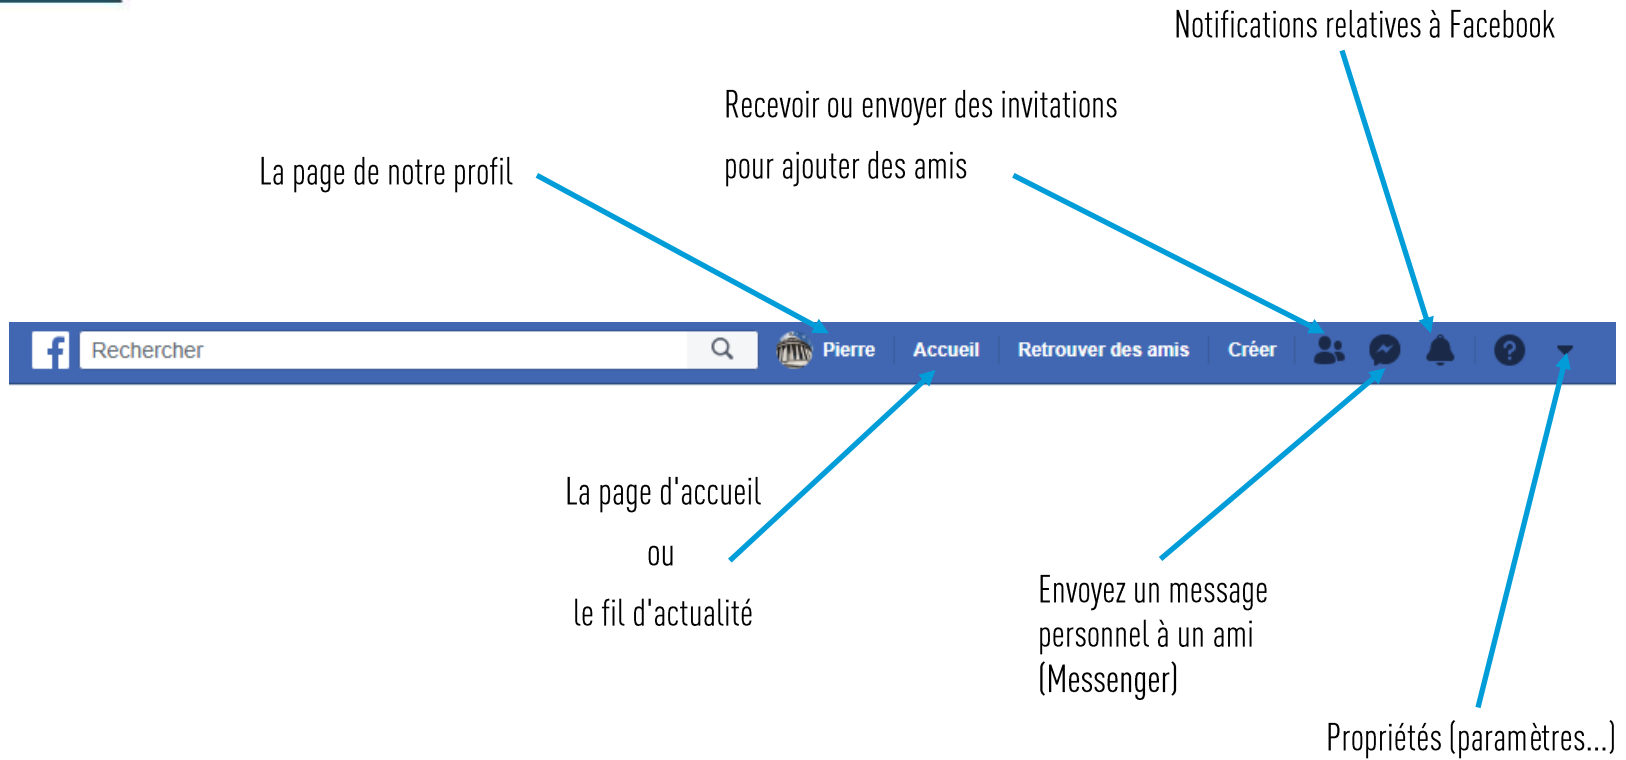 Notifications relatives à Facebook
Recevoir ou envoyer des invitations
pour ajouter des amis
La page de notre profil
f Rechercher Pierre Accueil Retrouver des amis Créer ?
La page d'accueil
ou
le fil d'actualité
Envoyez un message
personnel à un ami
(Messenger)
Propriétés (paramètres...)